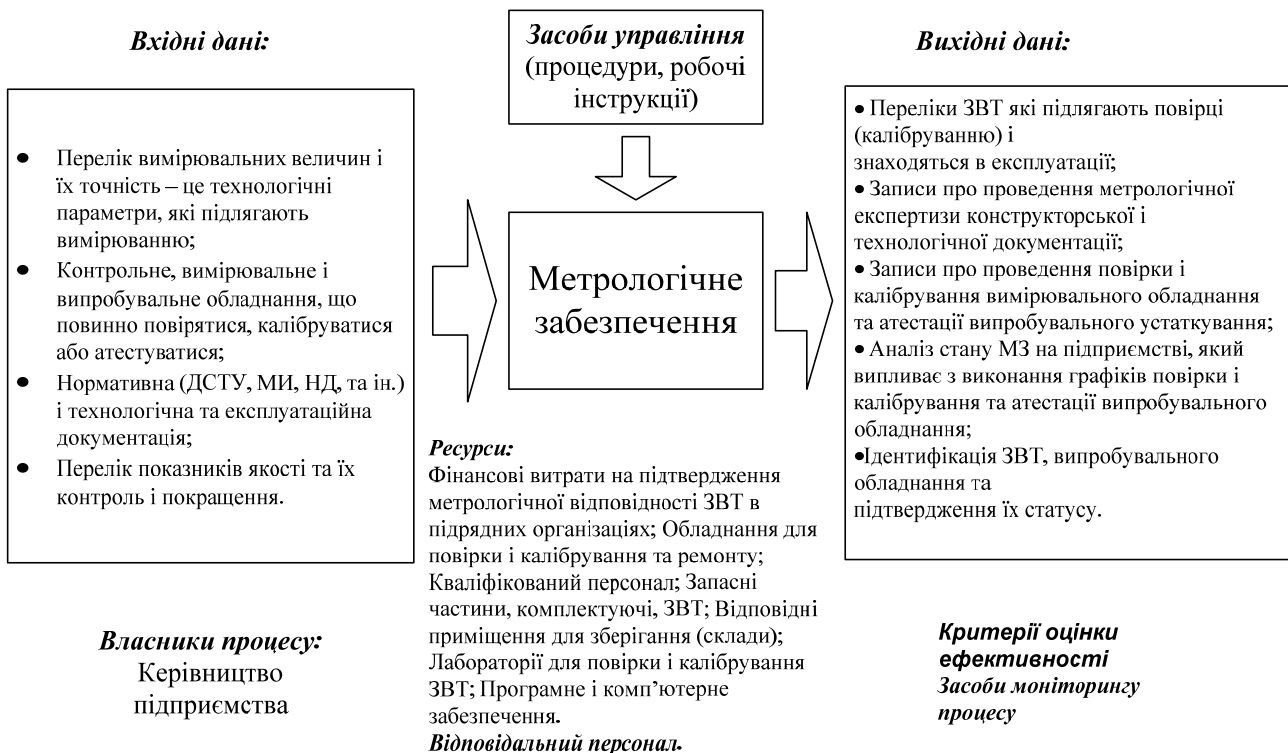 Вхідні дані:
• Перелік вимірювальних величин і
їх точність – це технологічні
параметри, які підлягають
вимірюванню;
• Контрольне, вимірювальне і
випробувальне обладнання, що
повинно повірятися, калібруватися
або атестуватися;
• Нормативна (ДСТУ, МИ, НД, та ін.)
і технологічна та експлуатаційна
документація;
• Перелік показників якості та їх
контроль і покращення.
Власники процесу:
Керівництво
підприємства
Засоби управління
(процедури, робочі
інструкції)
Метрологічне
забезпечення
Ресурси:
Фінансові витрати на підтвердження
метрологічної відповідності ЗВТ в
підрядних організаціях; Обладнання для
повірки і калібрування та ремонту;
Кваліфікований персонал; Запасні
частини, комплектуючі, ЗВТ; Відповідні
приміщення для зберігання (склади);
Лабораторії для повірки і калібрування
ЗВТ; Програмне і комп’ютерне
забезпечення.
Відповідальний персонал.
Вихідні дані:
• Переліки ЗВТ які підлягають повірці
(калібруванню) і
знаходяться в експлуатації;
• Записи про проведення метрологічної
експертизи конструкторської і
технологічної документації;
• Записи про проведення повірки і
калібрування вимірювального обладнання
та атестації випробувального устаткування;
• Аналіз стану МЗ на підприємстві, який
випливає з виконання графіків повірки і
калібрування та атестації випробувального
обладнання;
•Ідентифікація ЗВТ, випробувального
обладнання та
підтвердження їх статусу.
Критерії оцінки
ефективності
Засоби моніторингу
процесу